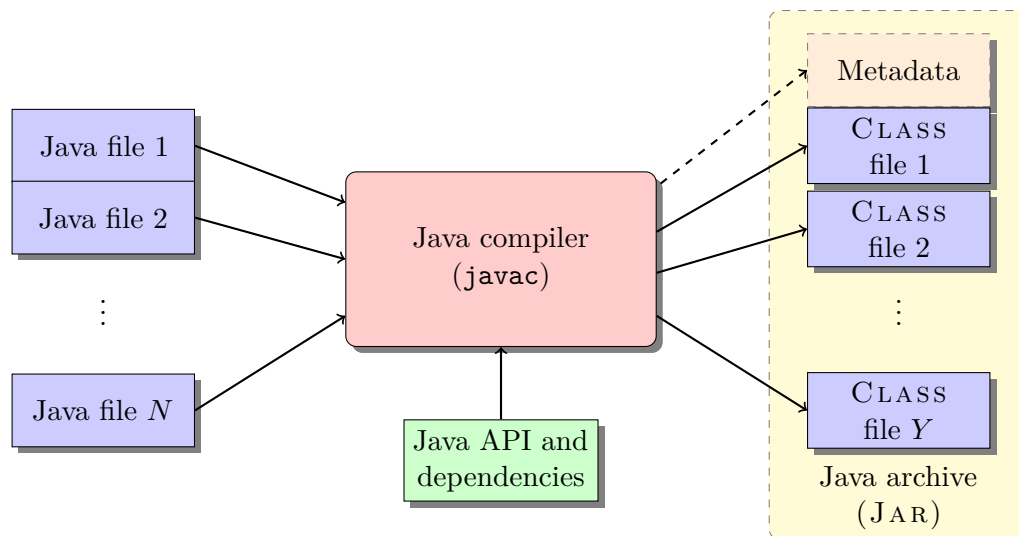 Java file 1
Java file 2
⋮
Java file N
Java compiler
(javac)
Java API and
dependencies
Metadata
CLASS
file 1
CLASS
file 2
⋮
CLASS
file Y
Java archive
(JAR)